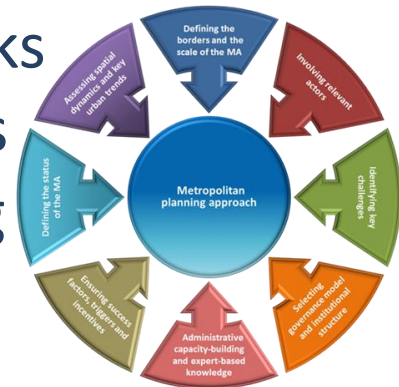 ks
s
g
Defining the
borders and the
scale of the MA
Involving relevant
actors
Identifying key
challenges
Selecting
governance model
and institutional
structure
Administrative
capacity-building
and expert-based
knowledge
Ensuring success
factors, triggers and
incentives
Defining the status
of the MA
Assessing spatial
dynamics and key
urban trends
Metropolitan
planning approach